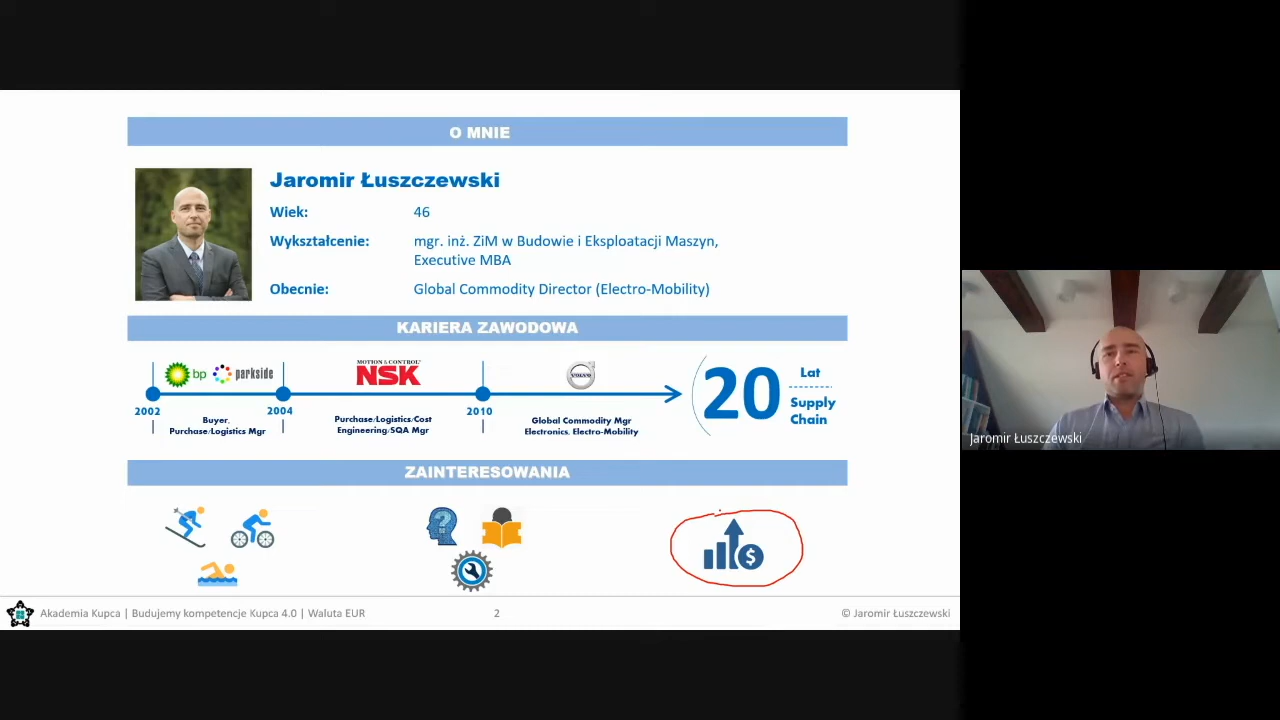 O MNIE
Jaromir Łuszczewski
Wiek: 46
Wykształcenie: mgr. inż. ZiM w Budowie i Eksploatacji Maszyn,
Executive MBA
Obecnie: Global Commodity Director (Electro-Mobility)
KARIERA ZAWODOWA
bp parkside
MOTION & CONTROL
NSK
VOLVO
2002
2004
2010
Buyer,
Purchase/Logistics Mgr
Purchase/Logistics/Cost
Engineering/SQA Mgr
Global Commodity Mgr
Electronics, Electro-Mobility
20
Lat
Supply
Chain
ZAINTERESOWANIA
?
$
Akademia Kupca | Budujemy kompetencje Kupca 4.0 | Waluta EUR
2
© Jaromir Łuszczewski
Jaromir Łuszczewski